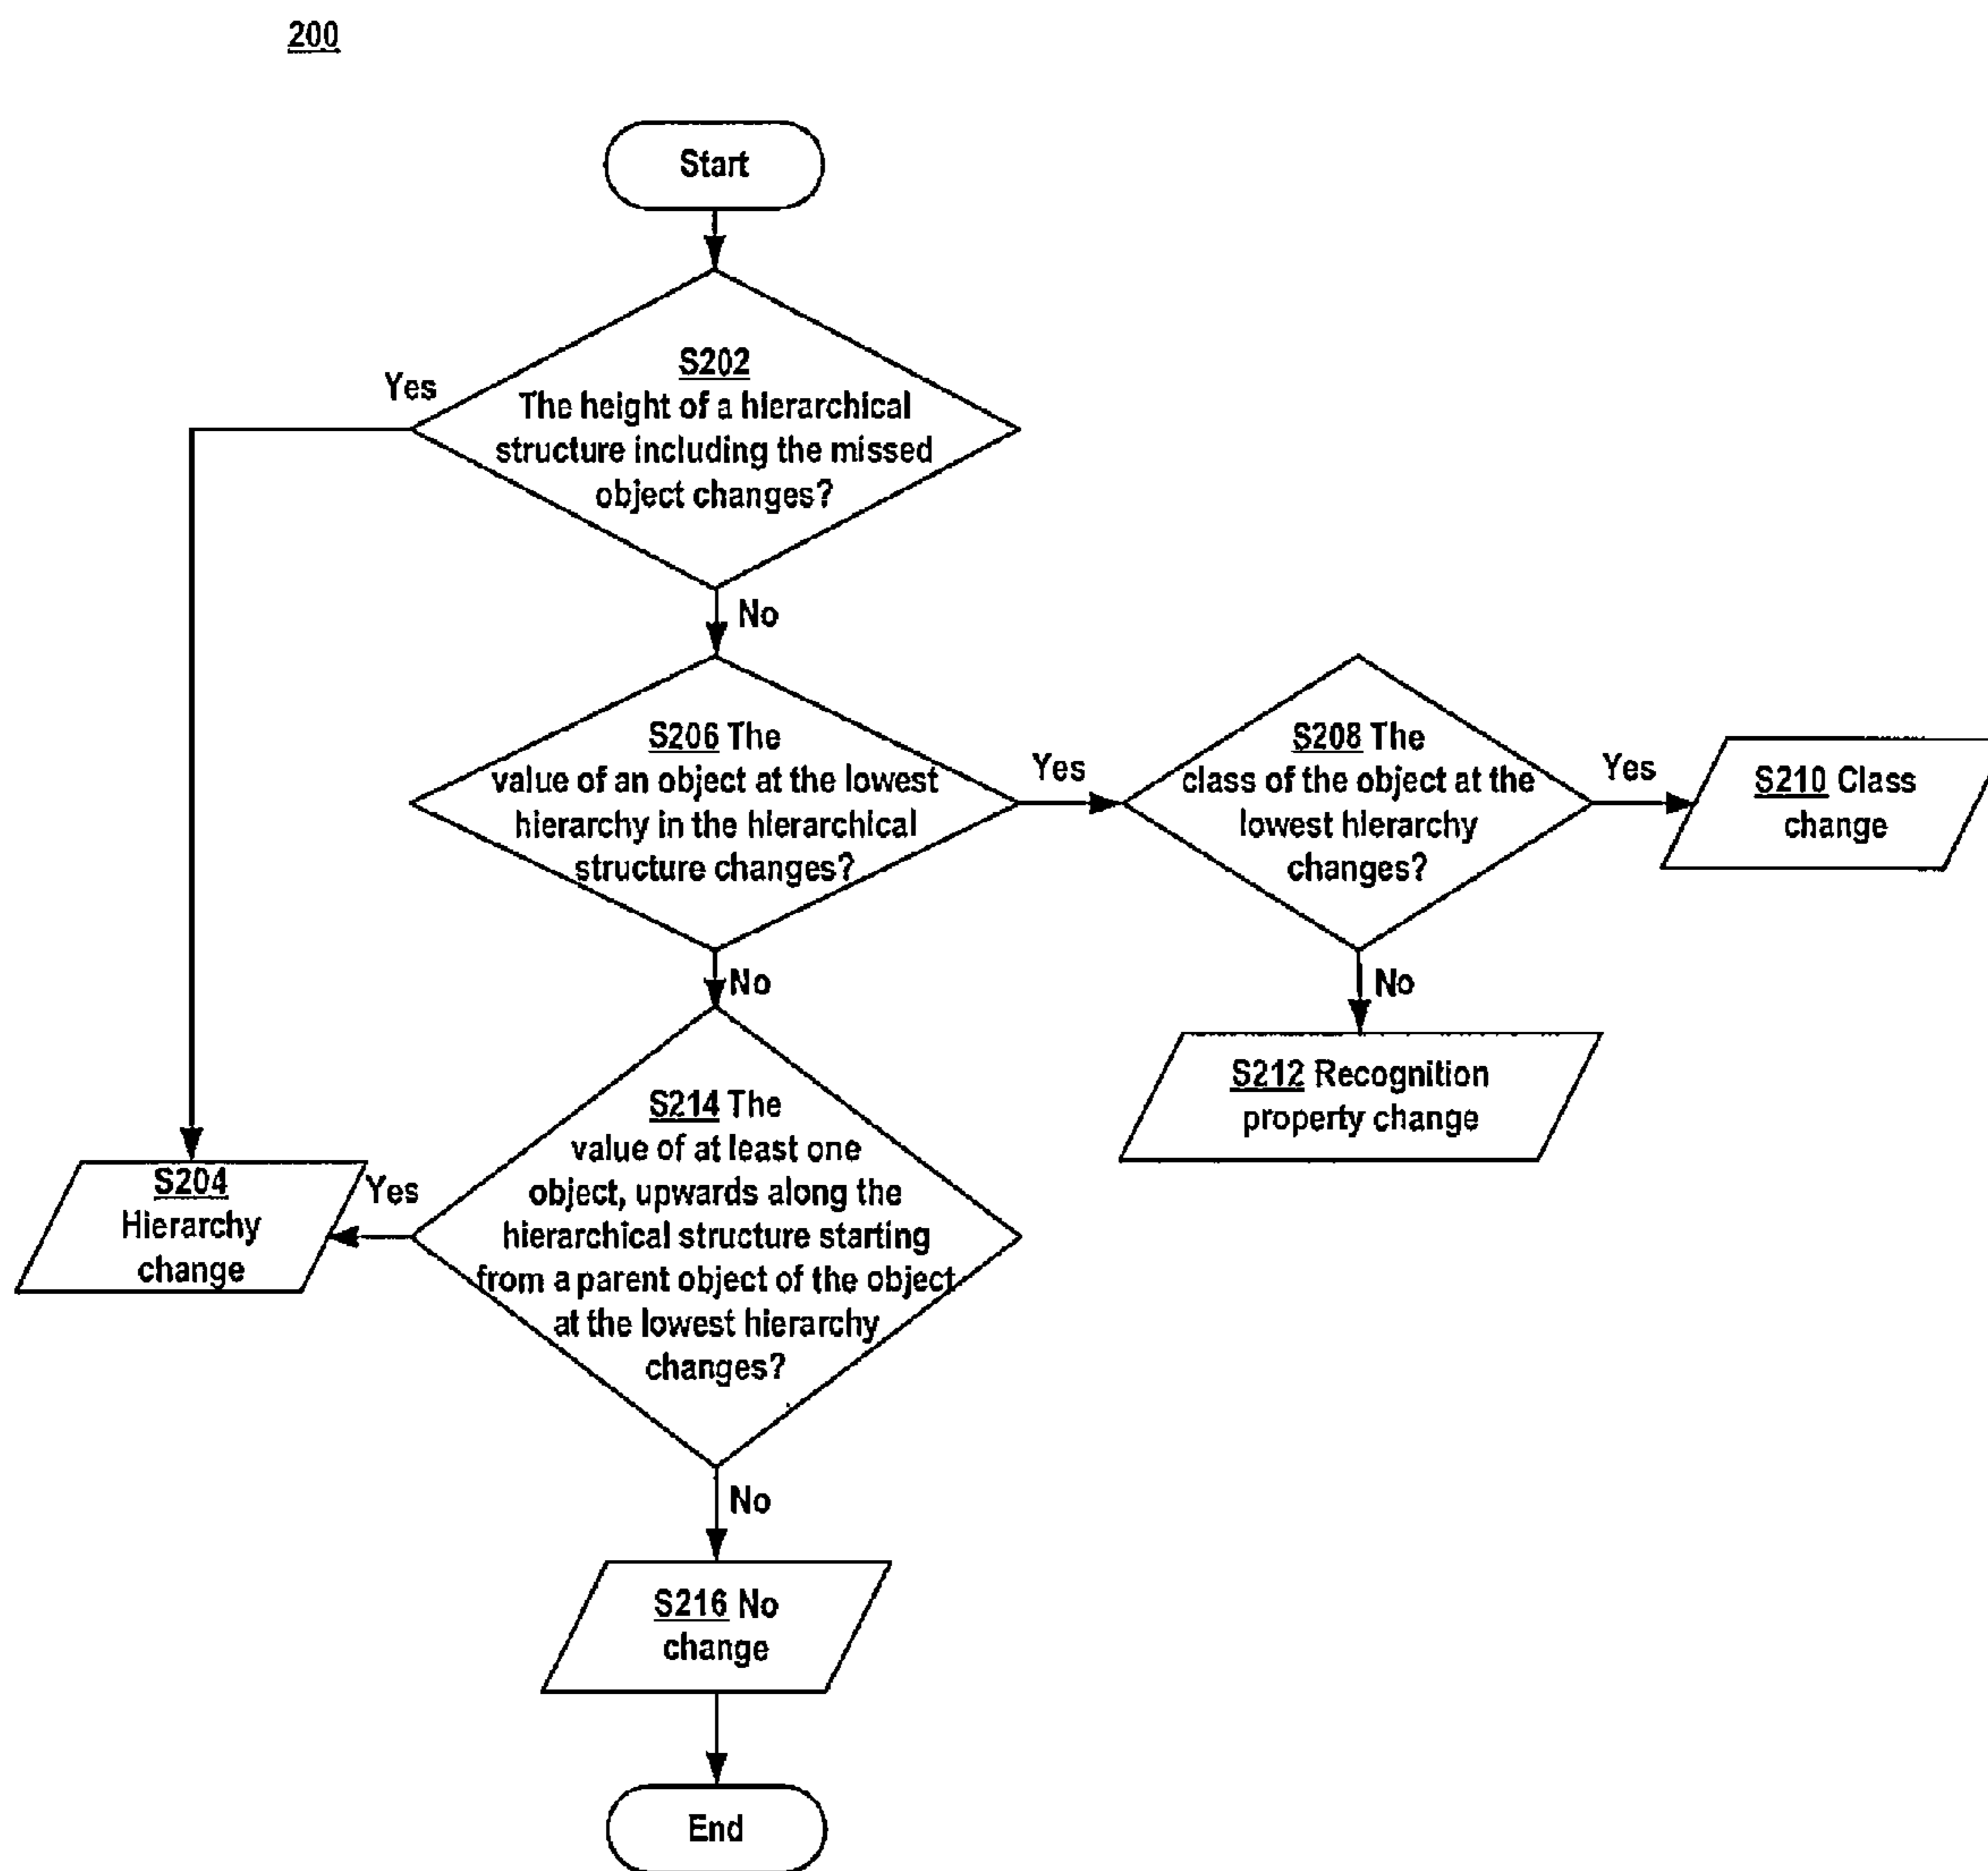 200
Start
S202
The height of a hierarchical
structure including the missed
object changes?
Yes
No
S206 The
value of an object at the lowest
hierarchy in the hierarchical
structure changes?
Yes
No
S208 The
class of the object at the
lowest hierarchy
changes?
Yes
No
S210 Class
change
S212 Recognition
property change
S214 The
value of at least one
object, upwards along the
hierarchical structure starting
from a parent object of the object
at the lowest hierarchy
changes?
Yes
No
S204
Hierarchy
change
S216 No
change
End